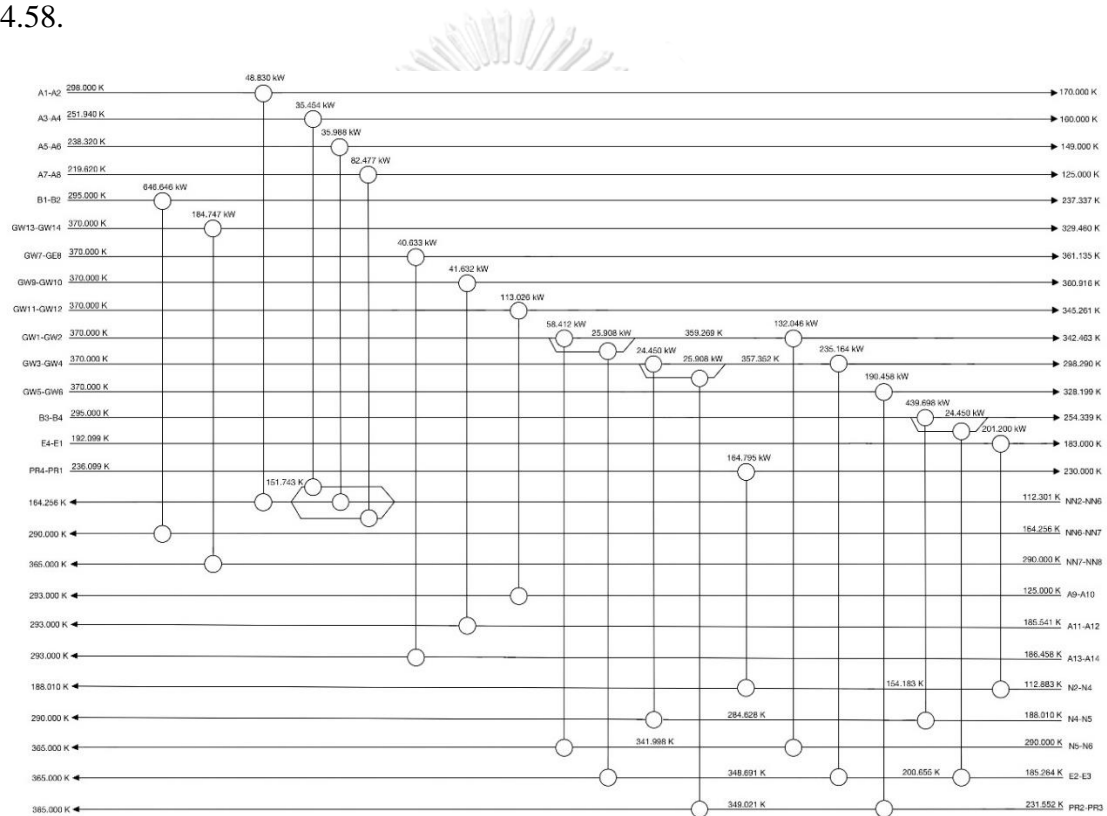 4.58.
48.830 kW
A1-A2 298.000 K 170.000 K
35.454 kW
A3-A4 251.940 K 160.000 K
35.988 kW
A5-A6 238.320 K 149.000 K
82.477 kW
A7-A8 219.620 K 125.000 K
646.646 kW
B1-B2 295.000 K 237.337 K
184.747 kW
GW13-GW14 370.000 K 329.460 K
40.633 kW
GW7-GE8 370.000 K 361.135 K
41.632 kW
GW9-GW10 370.000 K 360.916 K
113.026 kW
GW11-GW12 370.000 K 345.261 K
58.412 kW 25.908 kW 359.269 K 132.046 kW
GW1-GW2 370.000 K 342.463 K
24.450 kW 25.908 kW 357.352 K 235.164 kW
GW3-GW4 370.000 K 298.290 K
190.458 kW
GW5-GW6 370.000 K 328.199 K
439.698 kW 24.450 kW
B3-B4 295.000 K 254.339 K
201.200 kW
E4-E1 192.099 K 183.000 K
164.795 kW
PR4-PR1 236.099 K 230.000 K
151.743 K
164.256 K 112.301 K NN2-NN6
290.000 K 164.256 K NN6-NN7
365.000 K 290.000 K NN7-NN8
293.000 K 125.000 K A9-A10
293.000 K 185.541 K A11-A12
293.000 K 186.458 K A13-A14
188.010 K 154.183 K 112.883 K N2-N4
290.000 K 284.628 K 188.010 K N4-N5
365.000 K 341.998 K 290.000 K N5-N6
365.000 K 348.691 K 200.655 K 185.264 K E2-E3
365.000 K 349.021 K 231.552 K PR2-PR3